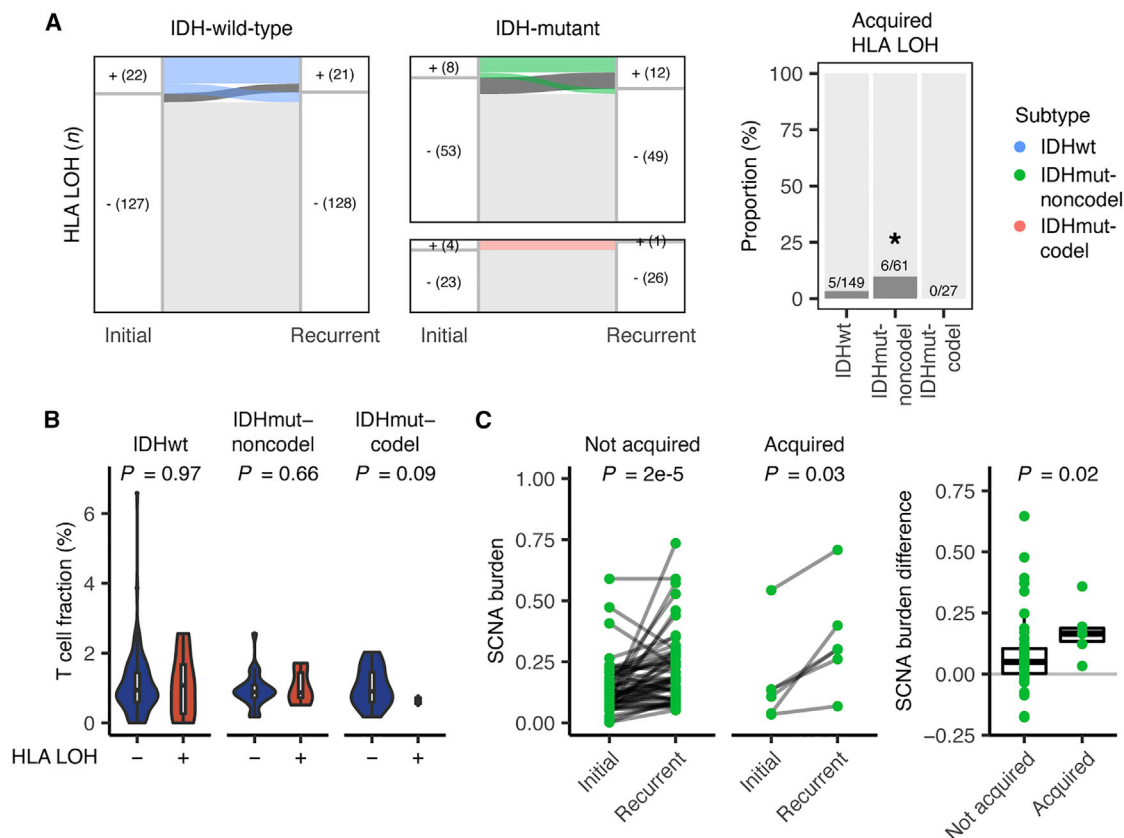 A
IDH-wild-type
IDH-mutant
Acquired
HLA LOH
HLA LOH (n)
+ (22)
- (127)
+ (21)
- (128)
Initial
Recurrent
+ (8)
- (53)
+ (12)
- (49)
+ (4)
- (23)
+ (1)
- (26)
Initial
Recurrent
Proportion (%)
100
75
50
25
0
5/149
*
6/61
0/27
IDHwt
IDHmut-
noncodel
IDHmut-
codel
Subtype
IDHwt
IDHmut-
noncodel
IDHmut-
codel
B
IDHwt
P = 0.97
IDHmut–
noncodel
P = 0.66
IDHmut–
codel
P = 0.09
T cell fraction (%)
6
4
2
0
HLA LOH
− + − + − +
C
Not acquired
P = 2e-5
Acquired
P = 0.03
SCNA burden
1.00
0.75
0.50
0.25
0.00
Initial
Recurrent
Initial
Recurrent
P = 0.02
SCNA burden difference
0.75
0.50
0.25
0.00
−0.25
Not acquired
Acquired